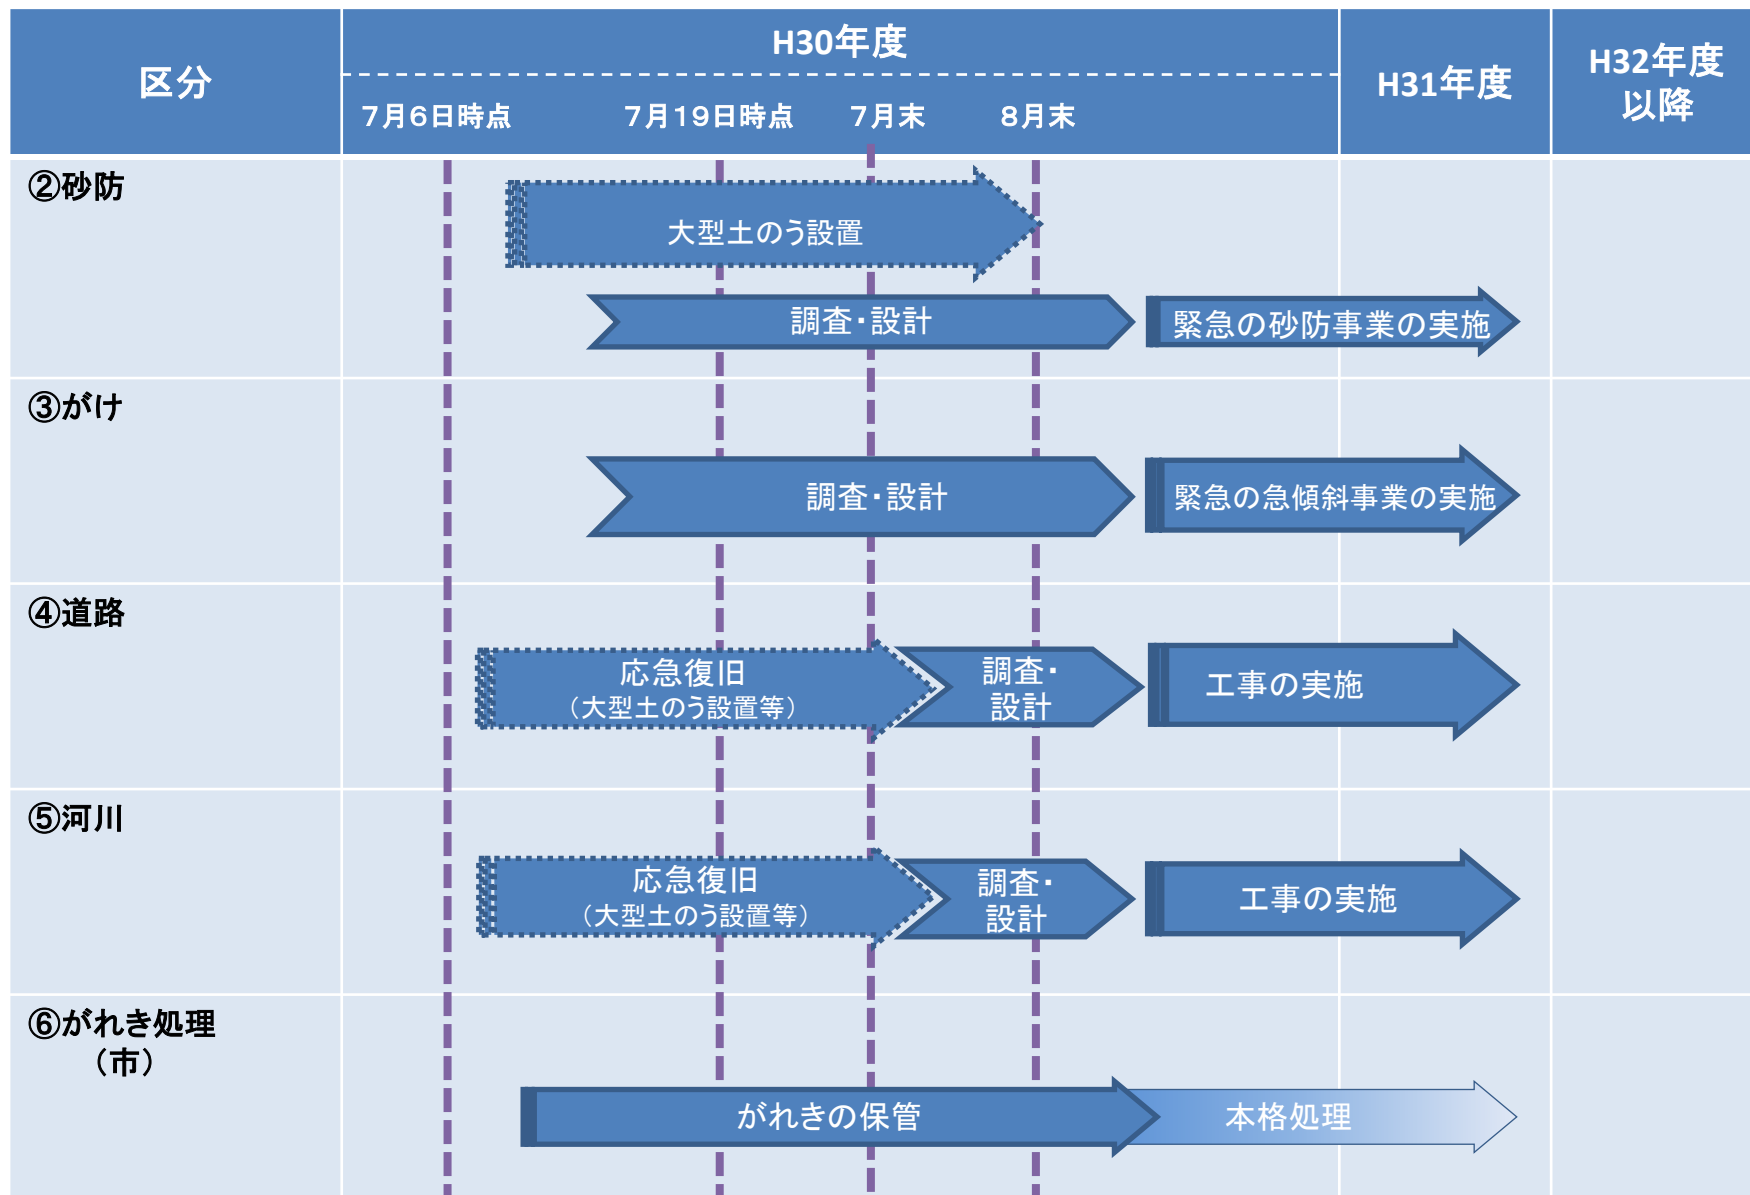 区分
H30年度
H31年度
H32年度
以降
7月6日時点
7月19日時点
7月末
8月末
②砂防
大型土のう設置
調査・設計
緊急の砂防事業の実施
③がけ
調査・設計
緊急の急傾斜事業の実施
④道路
応急復旧
（大型土のう設置等）
調査・
設計
工事の実施
⑤河川
応急復旧
（大型土のう設置等）
調査・
設計
工事の実施
⑥がれき処理
（市）
がれきの保管
本格処理